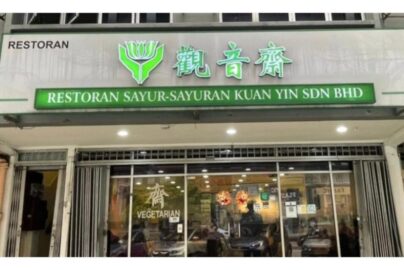 RESTORAN
觀音齋
RESTORAN SAYUR-SAYURAN KUAN YIN SDN BHD
齋
VEGETARIAN